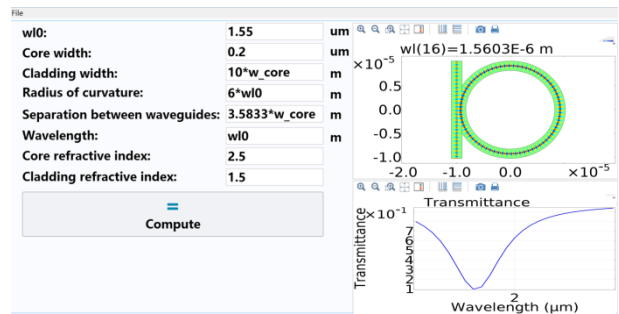 File
wl0: 1.55 um
Core width: 0.2 um
Cladding width: 10*w_core m
Radius of curvature: 6*wl0 m
Separation between waveguides: 3.5833*w_core m
Wavelength: wl0 m
Core refractive index: 2.5
Cladding refractive index: 1.5
=
Compute
wl(16)=1.5603E-6 m
×10⁻⁵
0.5
0.0
-0.5
-1.0
-2.0 -1.0 0.0 ×10⁻⁵
Transmittance
×10⁻¹
Transmittance
7
6
5
4
3
2
1
2
Wavelength (μm)